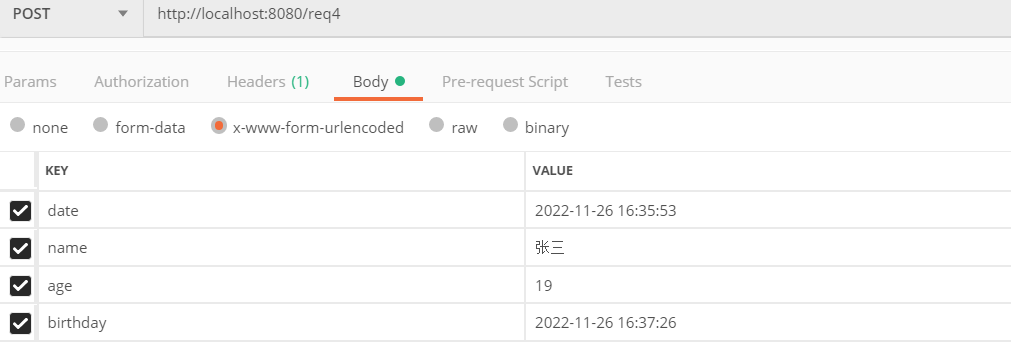 POST http://localhost:8080/req4
Params Authorization Headers (1) Body Pre-request Script Tests
none form-data x-www-form-urlencoded raw binary
KEY VALUE
date 2022-11-26 16:35:53
name 张三
age 19
birthday 2022-11-26 16:37:26